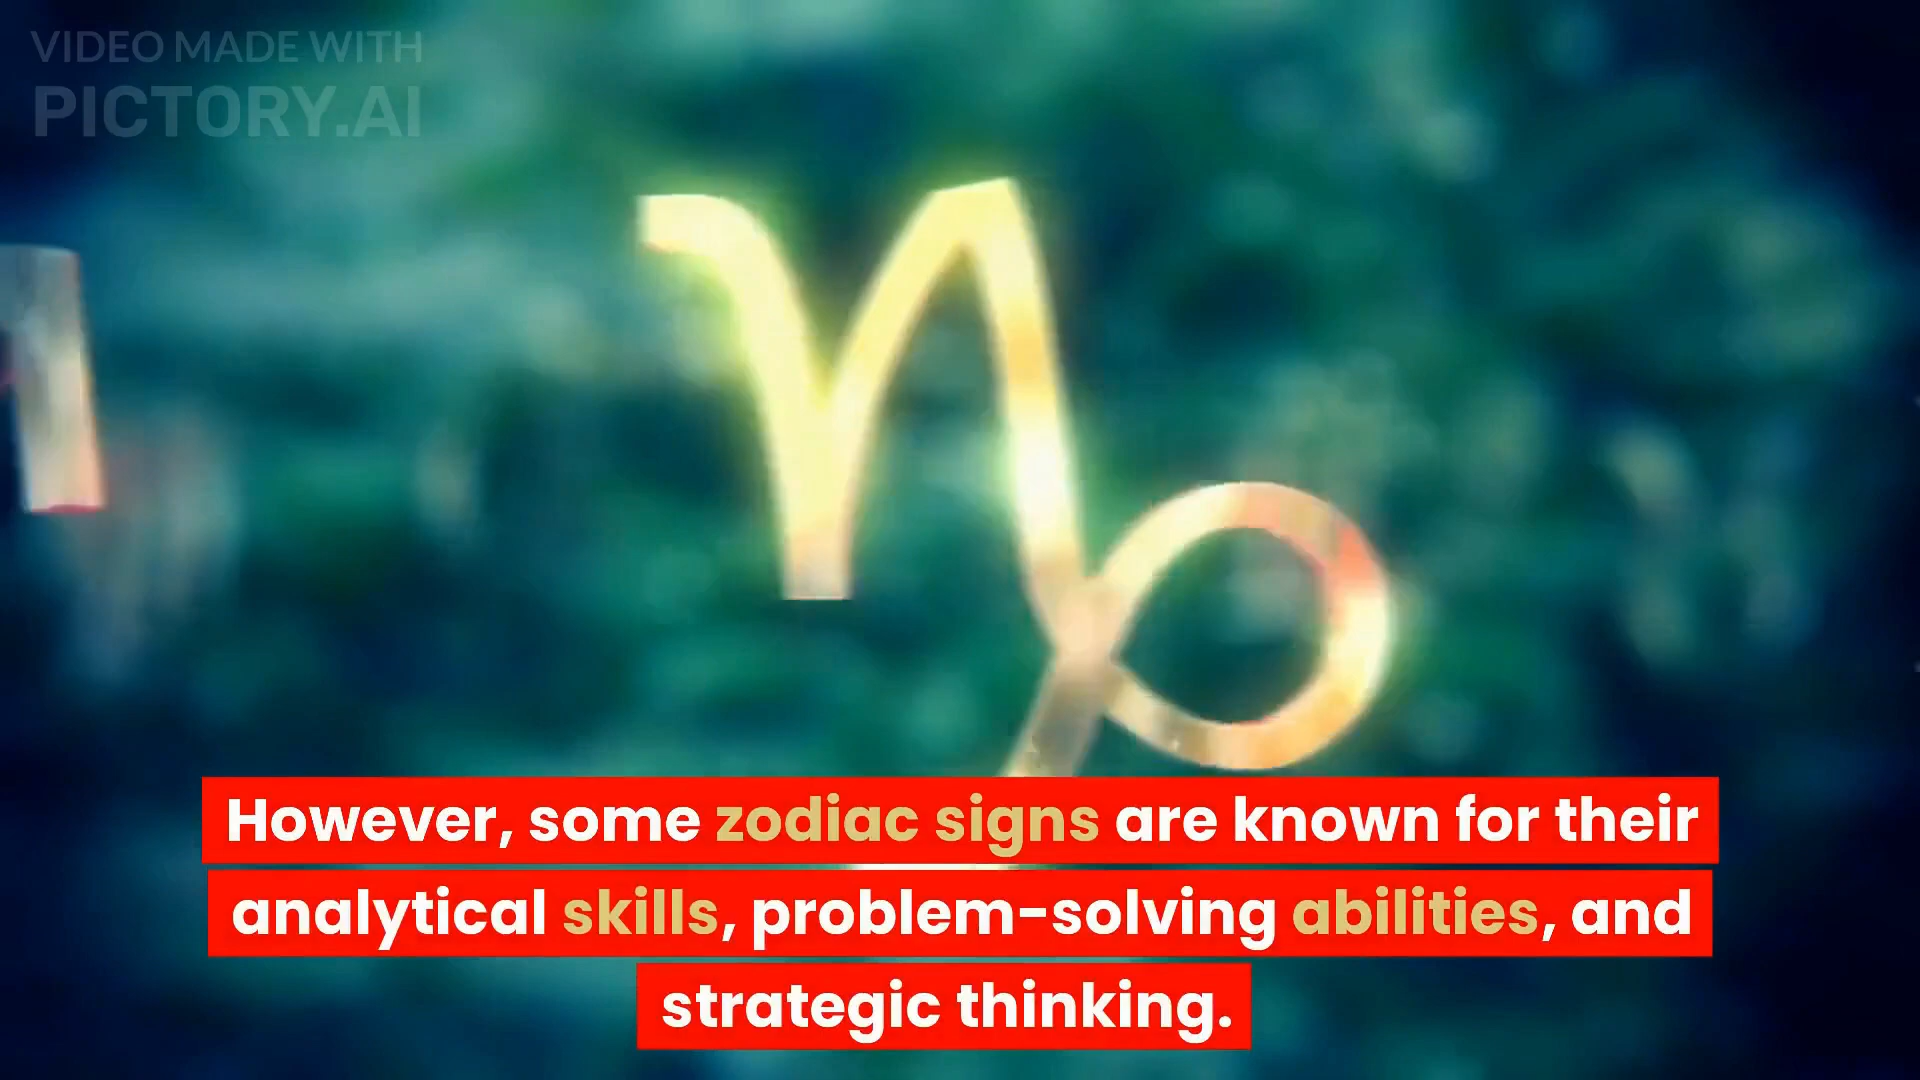 VIDEO MADE WITH
PICTORY.AI
However, some zodiac signs are known for their
analytical skills, problem-solving abilities, and
strategic thinking.